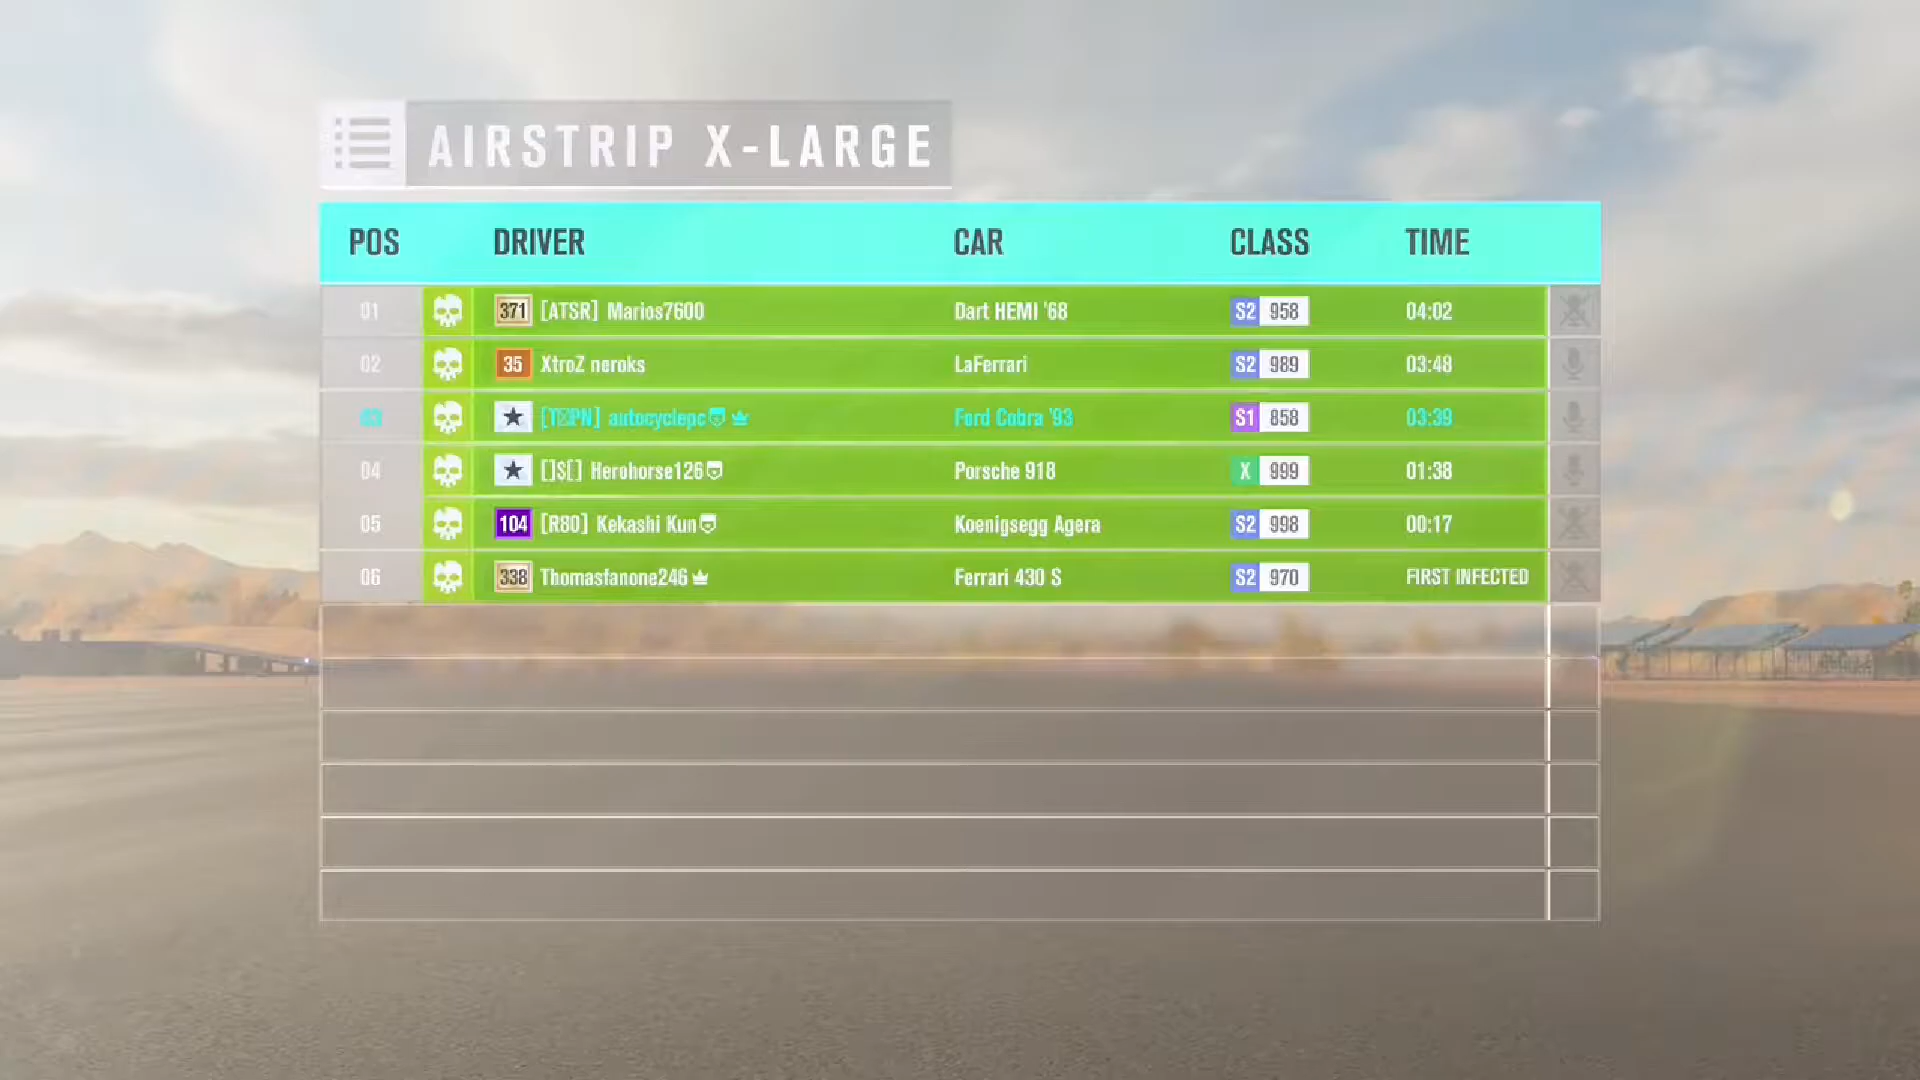 AIRSTRIP X-LARGE
POS DRIVER CAR CLASS TIME
01 371 [ATSR] Marios7600 Dart HEMI '68 S2 958 04:02
02 35 XtroZ neroks LaFerrari S2 989 03:48
03 ★ [T☒PN] autocyclepc Ford Cobra '93 S1 858 03:39
04 ★ []S[] Herohorse126 Porsche 918 X 999 01:38
05 104 [R80] Kekashi Kun Koenigsegg Agera S2 998 00:17
06 338 Thomasfanone246 Ferrari 430 S S2 970 FIRST INFECTED